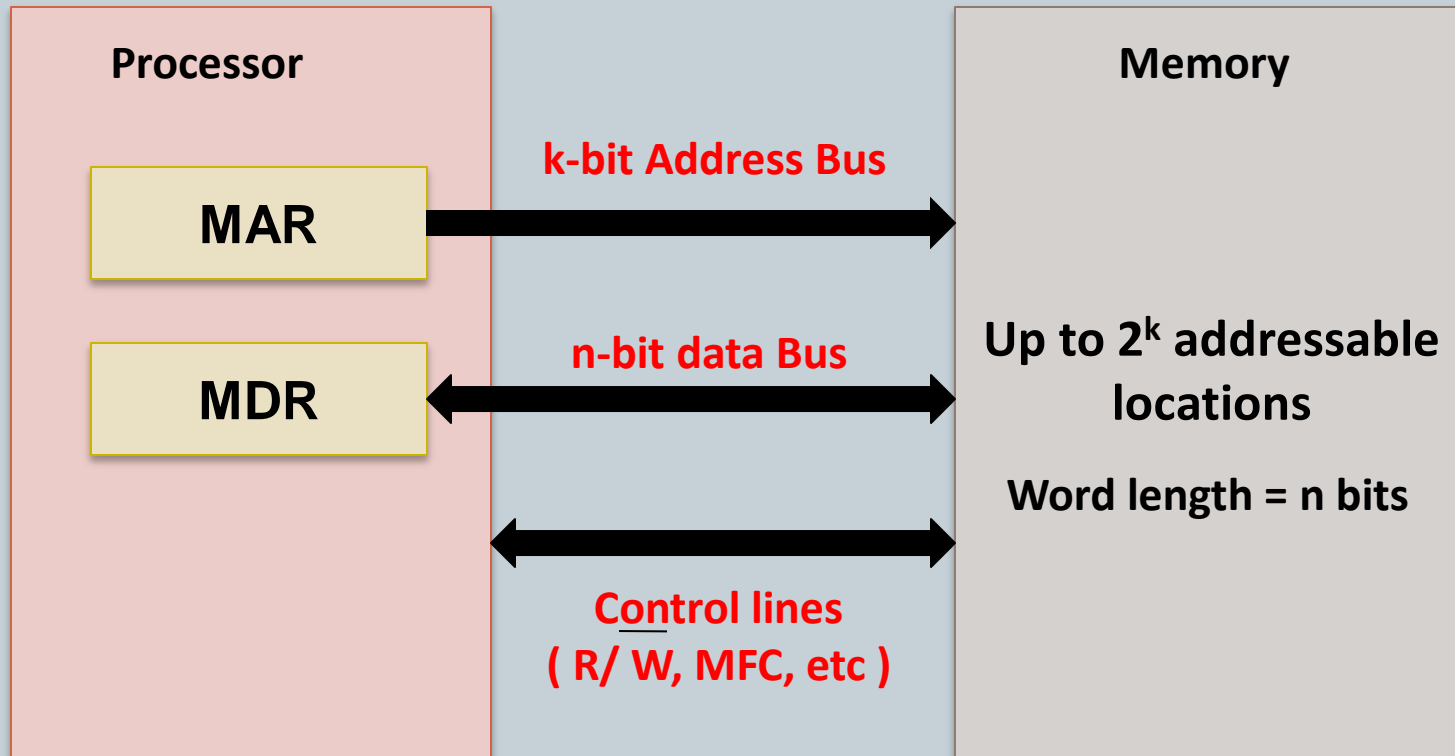 Processor
Memory
k-bit Address Bus
MAR
n-bit data Bus
MDR
Up to 2ᵏ addressable
locations
Word length = n bits
Control lines
( R/ W̅, MFC, etc )